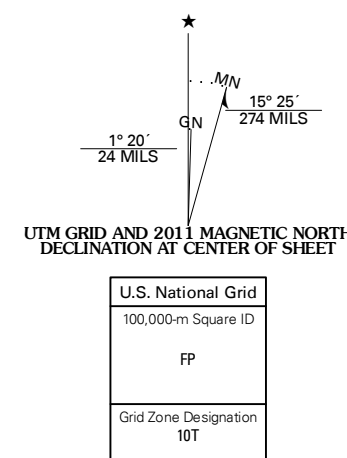 ★
MN
GN
15° 25´
274 MILS
1° 20´
24 MILS
UTM GRID AND 2011 MAGNETIC NORTH
DECLINATION AT CENTER OF SHEET
U.S. National Grid
100,000-m Square ID
FP
Grid Zone Designation
10T